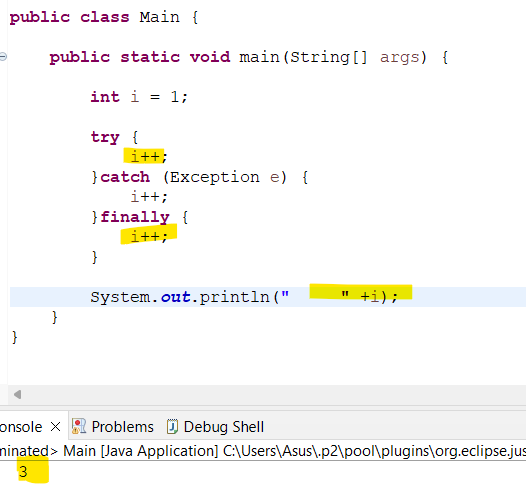 public class Main {
public static void main(String[] args) {
int i = 1;
try {
i++;
}catch (Exception e) {
i++;
}finally {
i++;
}
System.out.println("     " +i);
}
}
onsole × Problems Debug Shell
minated> Main [Java Application] C:\Users\Asus\.p2\pool\plugins\org.eclipse.jus
3